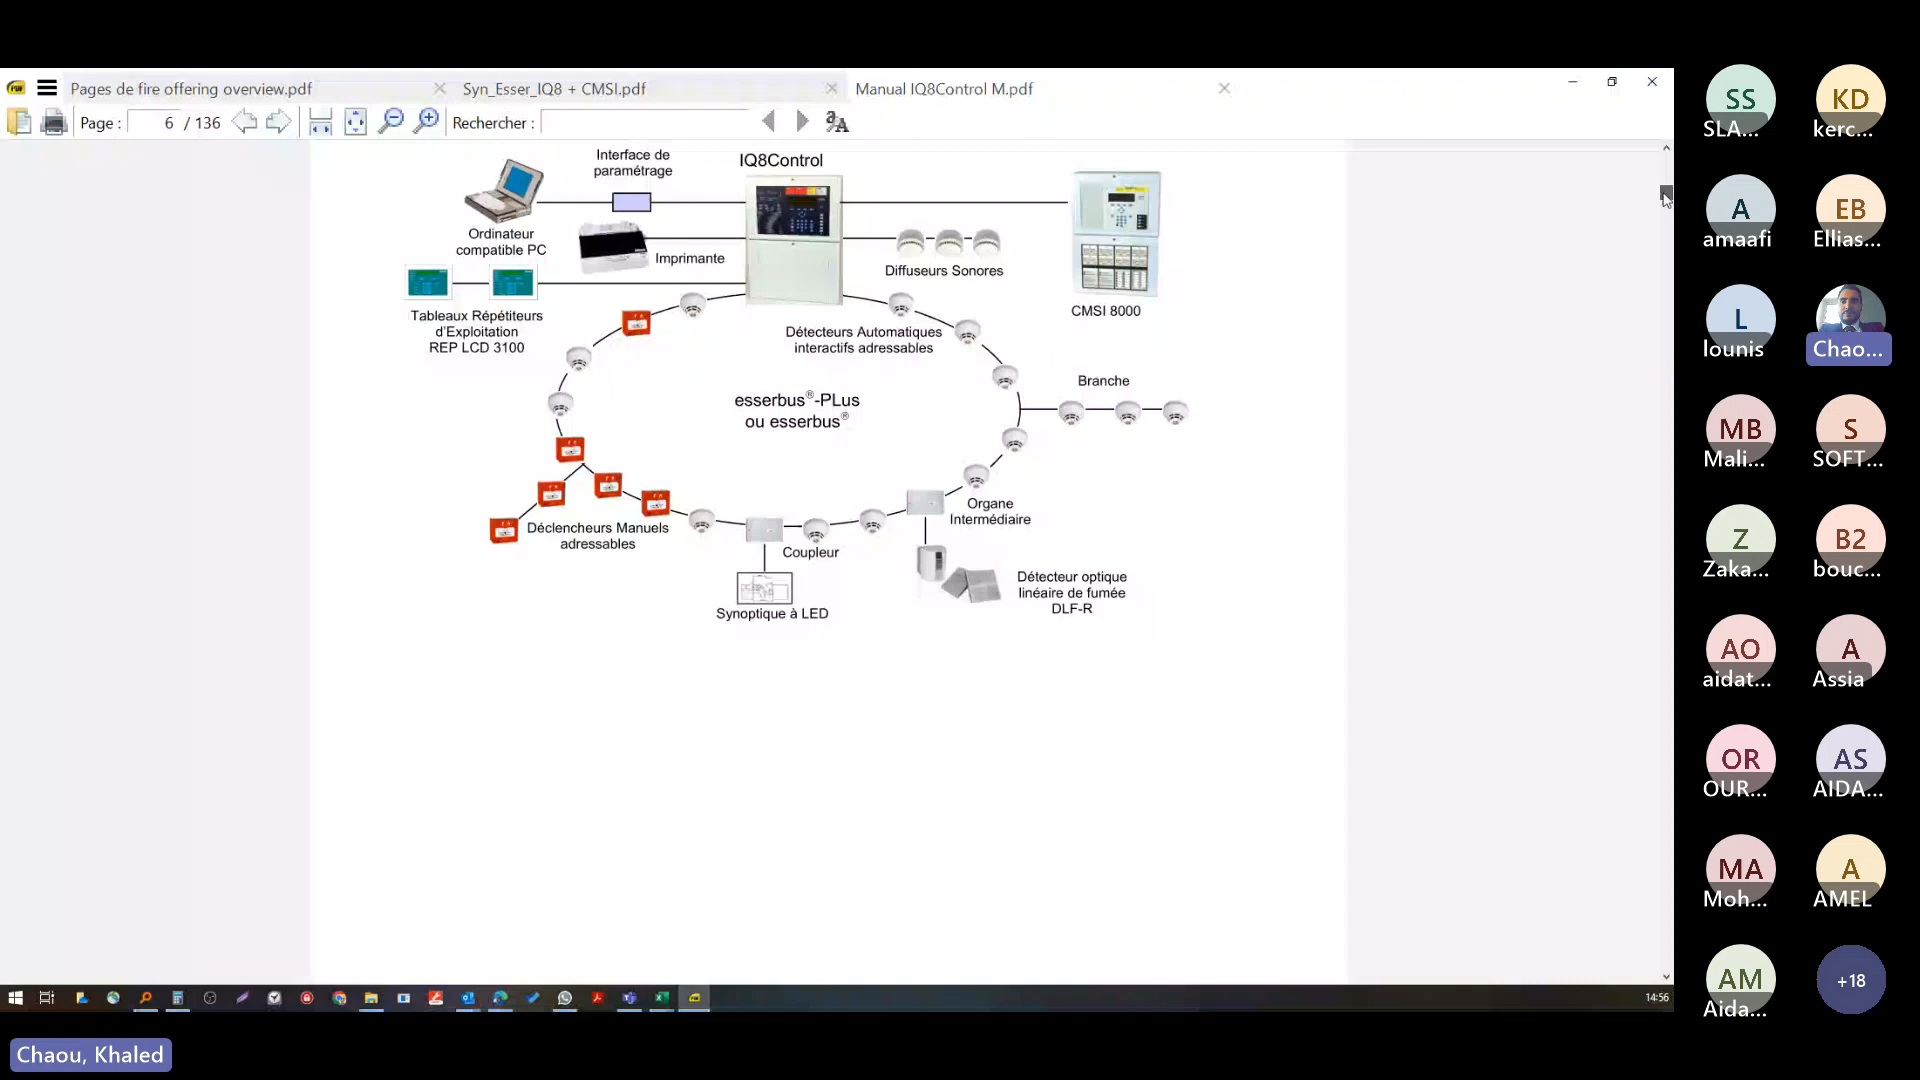 Pages de fire offering overview.pdf
Syn_Esser_IQ8 + CMSI.pdf
Manual IQ8Control M.pdf
Page : 6 / 136
Rechercher :
Interface de
paramétrage
IQ8Control
Ordinateur
compatible PC
Imprimante
Diffuseurs Sonores
CMSI 8000
Tableaux Répétiteurs
d'Exploitation
REP LCD 3100
Détecteurs Automatiques
interactifs adressables
Branche
esserbus®-PLus
ou esserbus®
Organe
Intermédiaire
Déclencheurs Manuels
adressables
Coupleur
Détecteur optique
linéaire de fumée
DLF-R
Synoptique à LED
14:56
SS
SLA...
KD
kerc...
A
amaafi
EB
Ellias...
L
lounis
Chao...
MB
Mali...
S
SOFT...
Z
Zaka...
B2
bouc...
AO
aidat...
A
Assia
OR
OUR...
AS
AIDA...
MA
Moh...
A
AMEL
AM
Aida...
+18
Chaou, Khaled